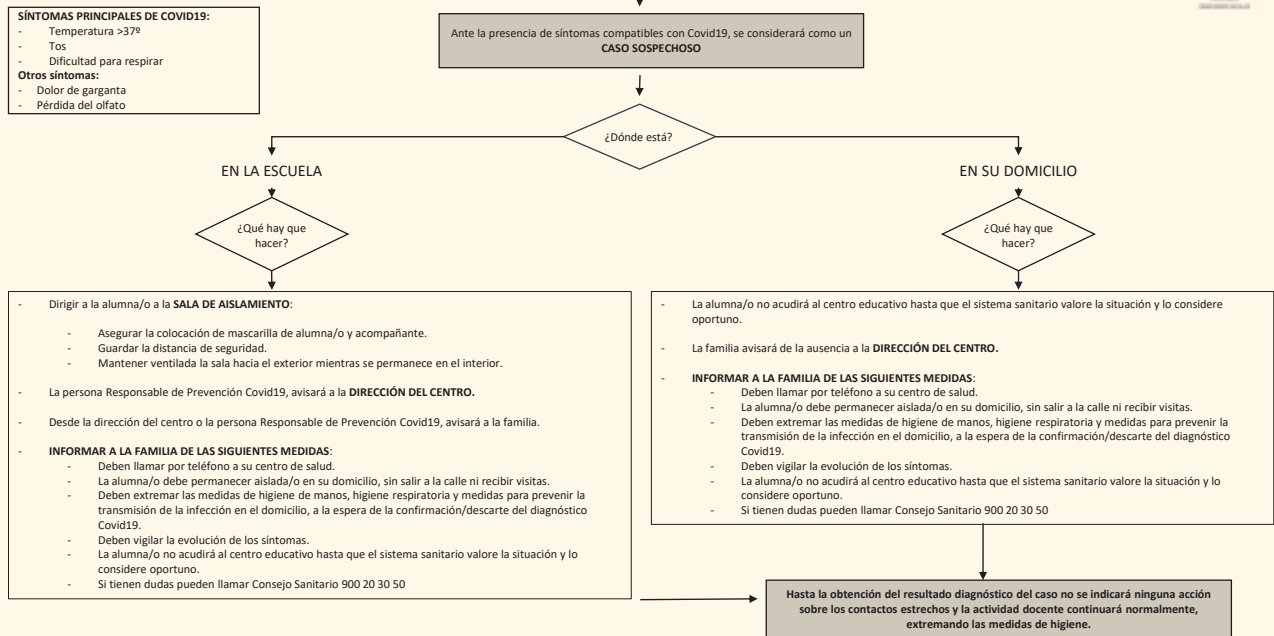 SÍNTOMAS PRINCIPALES DE COVID19:
- Temperatura >37º
- Tos
- Dificultad para respirar
Otros síntomas:
- Dolor de garganta
- Pérdida del olfato
Ante la presencia de síntomas compatibles con Covid19, se considerará como un
CASO SOSPECHOSO
¿Dónde está?
EN LA ESCUELA
¿Qué hay que
hacer?
- Dirigir a la alumna/o a la SALA DE AISLAMIENTO:
- Asegurar la colocación de mascarilla de alumna/o y acompañante.
- Guardar la distancia de seguridad.
- Mantener ventilada la sala hacia el exterior mientras se permanece en el interior.
- La persona Responsable de Prevención Covid19, avisará a la DIRECCIÓN DEL CENTRO.
- Desde la dirección del centro o la persona Responsable de Prevención Covid19, avisará a la familia.
- INFORMAR A LA FAMILIA DE LAS SIGUIENTES MEDIDAS:
- Deben llamar por teléfono a su centro de salud.
- La alumna/o debe permanecer aislada/o en su domicilio, sin salir a la calle ni recibir visitas.
- Deben extremar las medidas de higiene de manos, higiene respiratoria y medidas para prevenir la
transmisión de la infección en el domicilio, a la espera de la confirmación/descarte del diagnóstico
Covid19.
- Deben vigilar la evolución de los síntomas.
- La alumna/o no acudirá al centro educativo hasta que el sistema sanitario valore la situación y lo
considere oportuno.
- Si tienen dudas pueden llamar Consejo Sanitario 900 20 30 50
EN SU DOMICILIO
¿Qué hay que
hacer?
- La alumna/o no acudirá al centro educativo hasta que el sistema sanitario valore la situación y lo considere
oportuno.
- La familia avisará de la ausencia a la DIRECCIÓN DEL CENTRO.
- INFORMAR A LA FAMILIA DE LAS SIGUIENTES MEDIDAS:
- Deben llamar por teléfono a su centro de salud.
- La alumna/o debe permanecer aislada/o en su domicilio, sin salir a la calle ni recibir visitas.
- Deben extremar las medidas de higiene de manos, higiene respiratoria y medidas para prevenir la
transmisión de la infección en el domicilio, a la espera de la confirmación/descarte del diagnóstico
Covid19.
- Deben vigilar la evolución de los síntomas.
- La alumna/o no acudirá al centro educativo hasta que el sistema sanitario valore la situación y lo
considere oportuno.
- Si tienen dudas pueden llamar Consejo Sanitario 900 20 30 50
Hasta la obtención del resultado diagnóstico del caso no se indicará ninguna acción
sobre los contactos estrechos y la actividad docente continuará normalmente,
extremando las medidas de higiene.